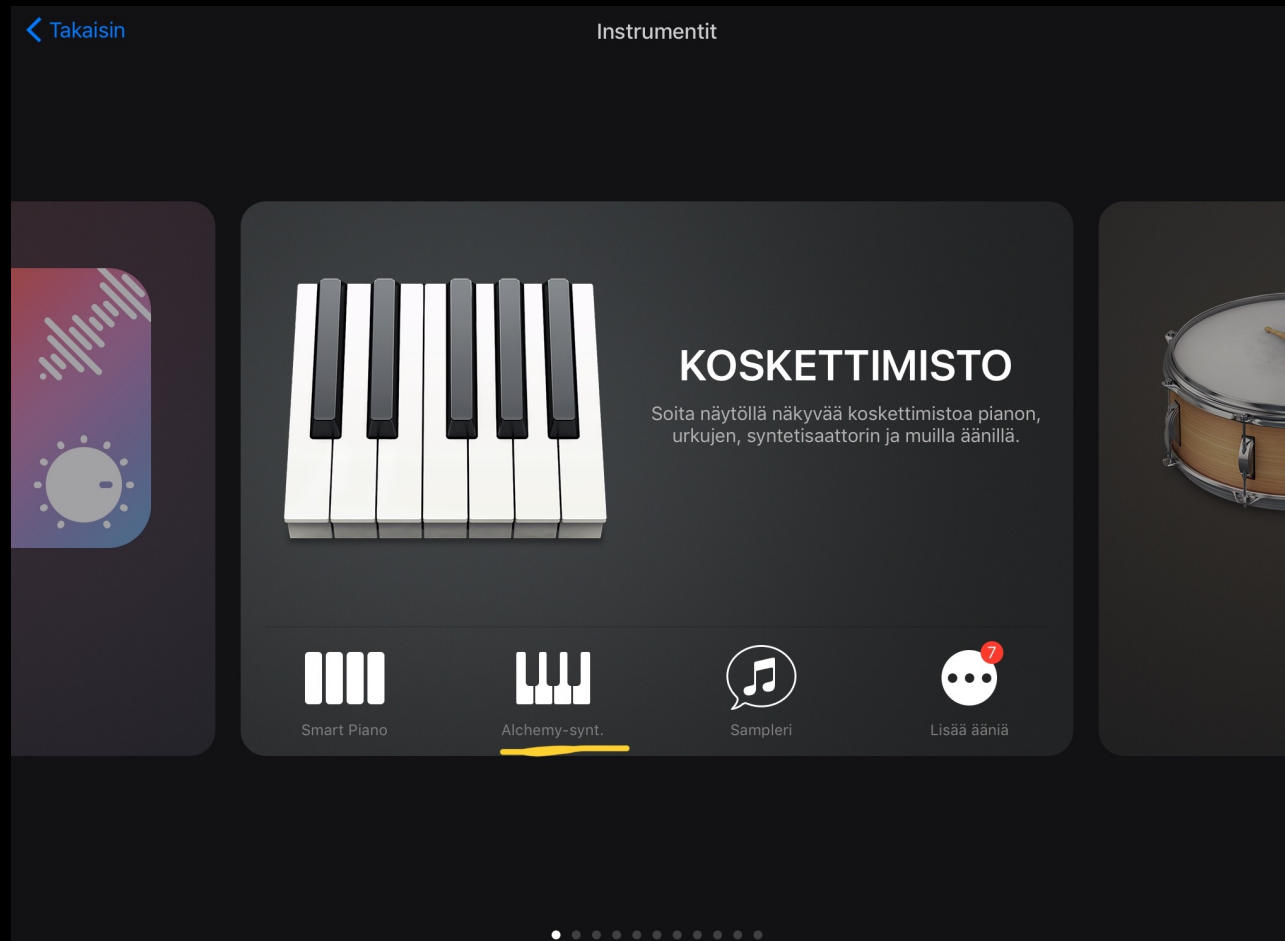 Takaisin
Instrumentit
KOSKETTIMISTO
Soita näytöllä näkyvää koskettimistoa pianon,
urkujen, syntetisaattorin ja muilla äänillä.
7
Smart Piano
Alchemy-synt.
Sampleri
Lisää ääniä